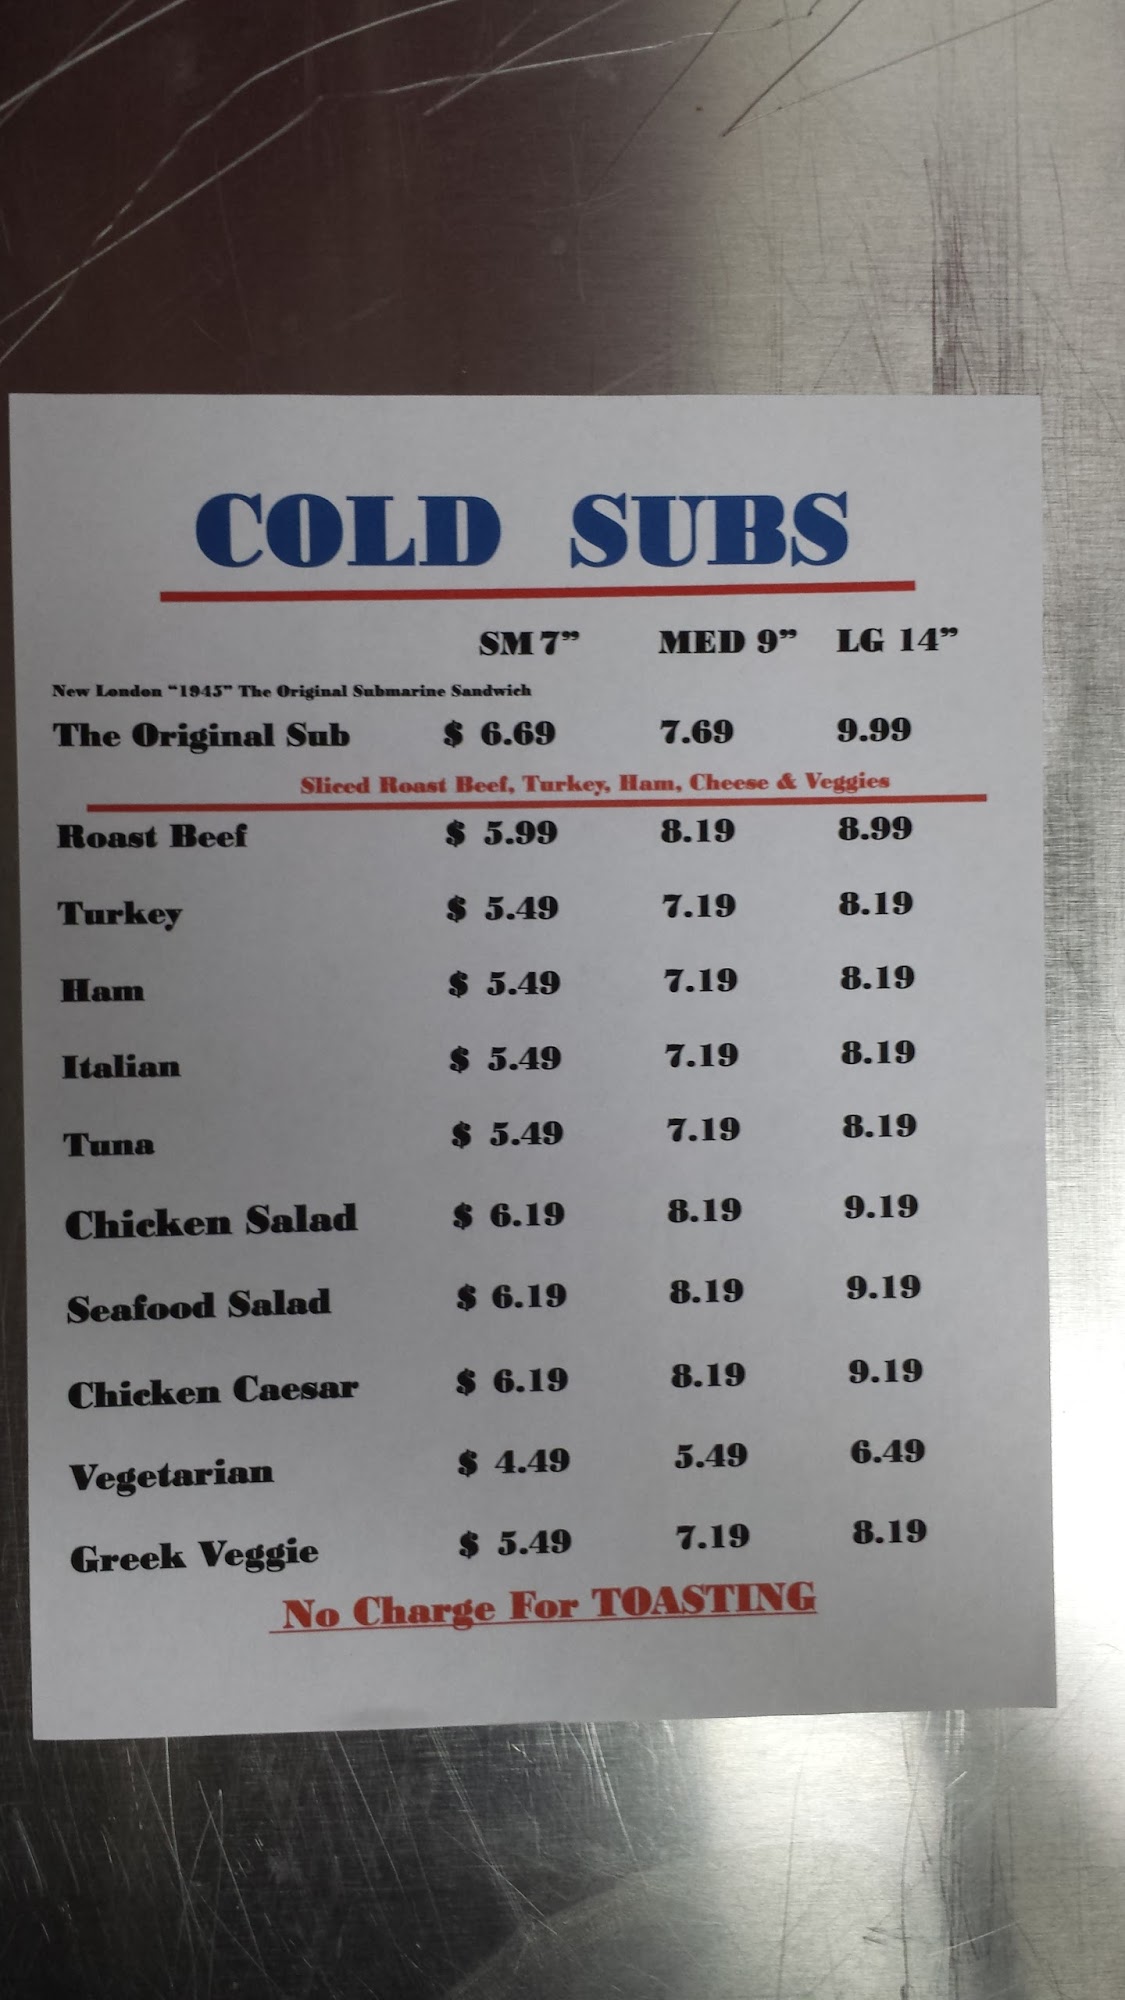 COLD SUBS
SM 7” MED 9” LG 14”
New London “1945” The Original Submarine Sandwich
The Original Sub $ 6.69 7.69 9.99
Sliced Roast Beef, Turkey, Ham, Cheese & Veggies
Roast Beef $ 5.99 8.19 8.99
Turkey $ 5.49 7.19 8.19
Ham $ 5.49 7.19 8.19
Italian $ 5.49 7.19 8.19
Tuna $ 5.49 7.19 8.19
Chicken Salad $ 6.19 8.19 9.19
Seafood Salad $ 6.19 8.19 9.19
Chicken Caesar $ 6.19 8.19 9.19
Vegetarian $ 4.49 5.49 6.49
Greek Veggie $ 5.49 7.19 8.19
No Charge For TOASTING